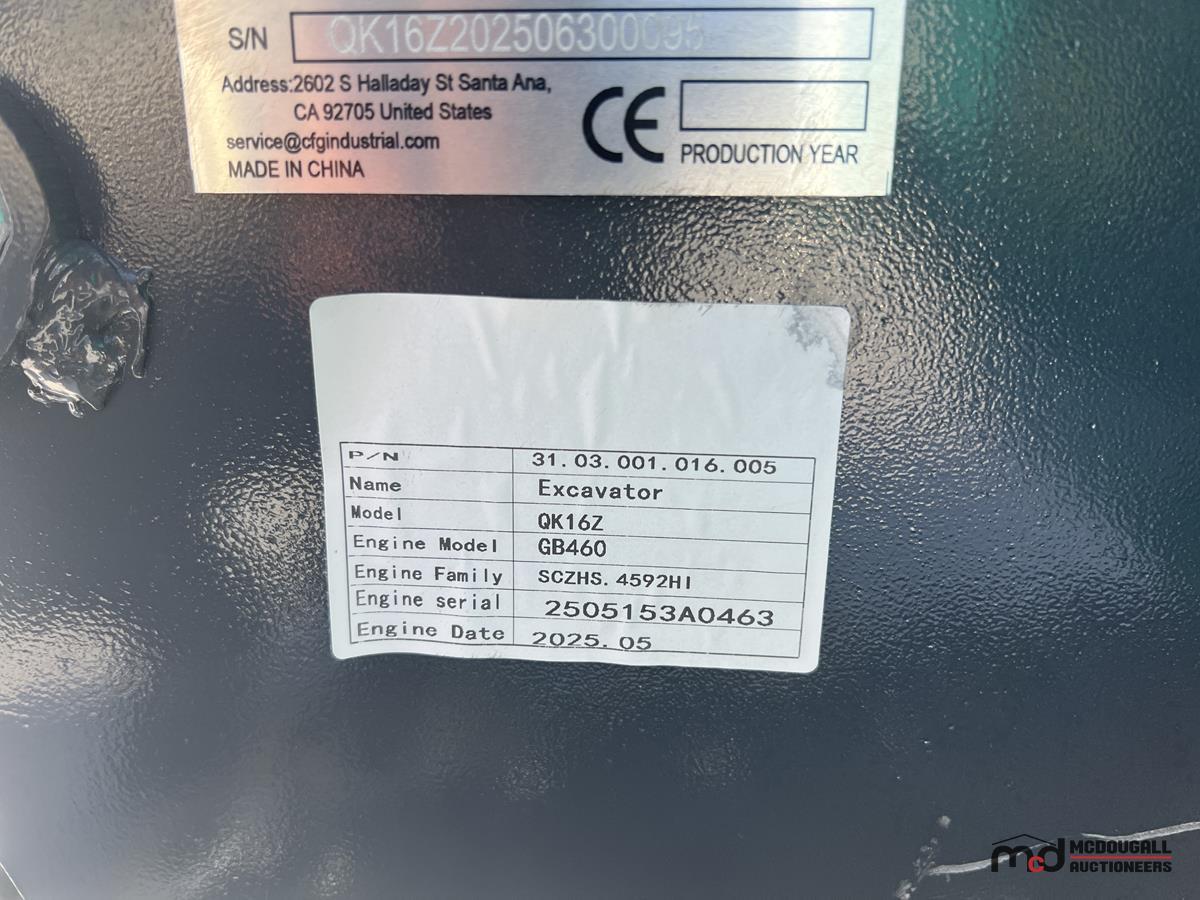 S/N QK16Z202506300095
Address:2602 S Halladay St Santa Ana,
CA 92705 United States
service@cfgindustrial.com
MADE IN CHINA
CE
PRODUCTION YEAR
P/N 31.03.001.016.005
Name Excavator
Model QK16Z
Engine Model GB460
Engine Family SCZHS.4592HI
Engine serial 2505153A0463
Engine Date 2025.05
mcd MCDOUGALL
AUCTIONEERS